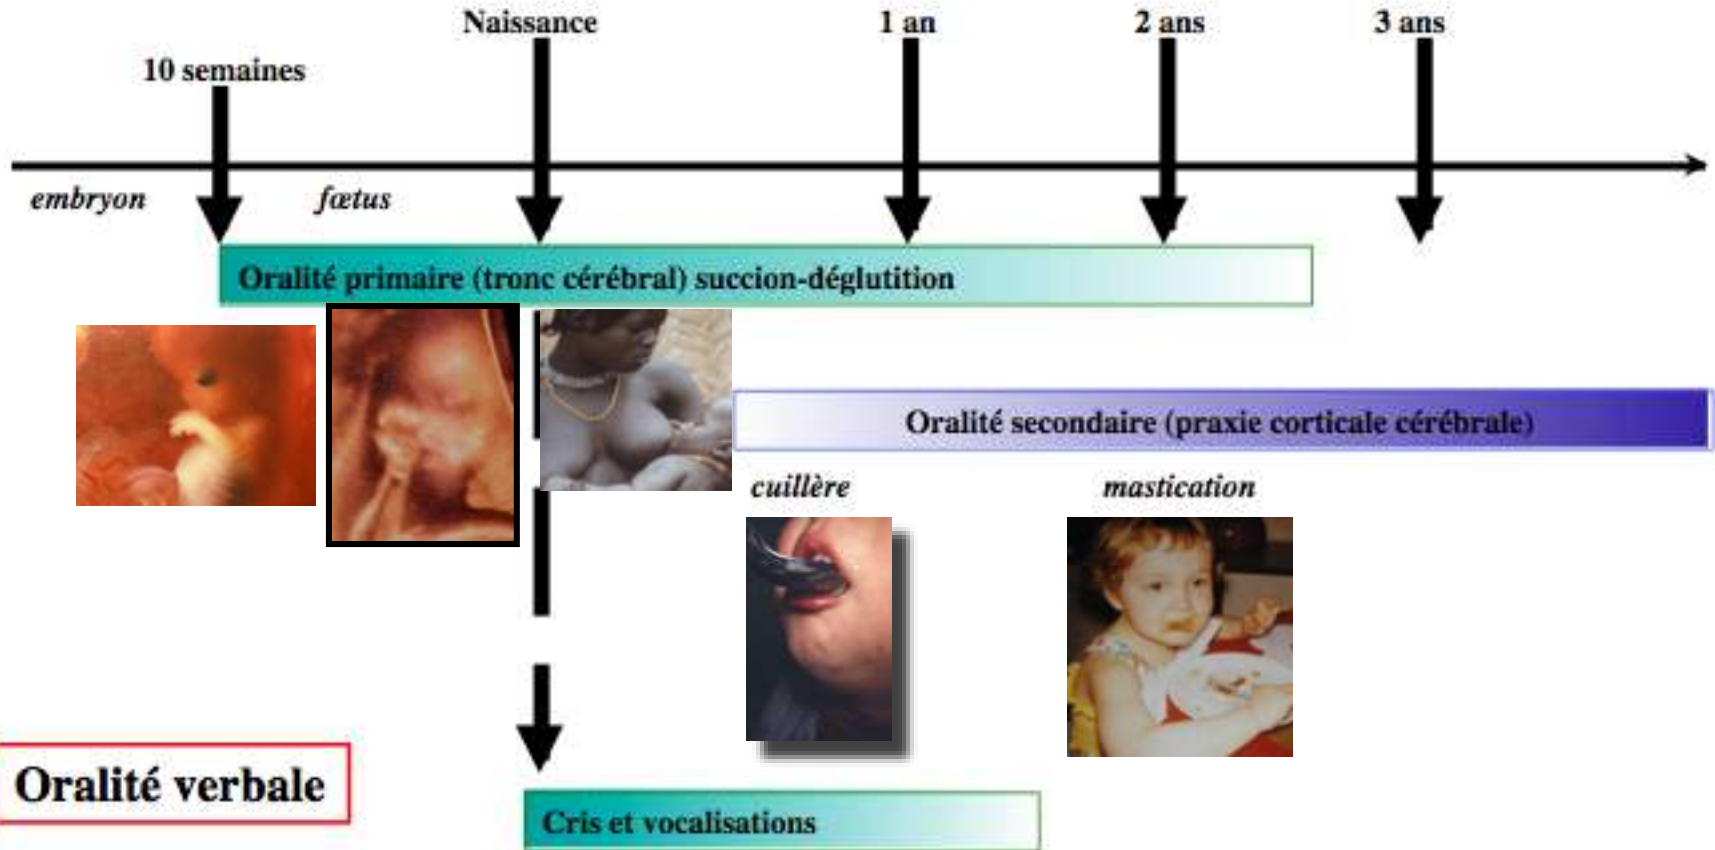 Naissance
1 an
2 ans
3 ans
10 semaines
embryon
fœtus
Oralité primaire (tronc cérébral) succion-déglutition
Oralité secondaire (praxie corticale cérébrale)
cuillère
mastication
Oralité verbale
Cris et vocalisations